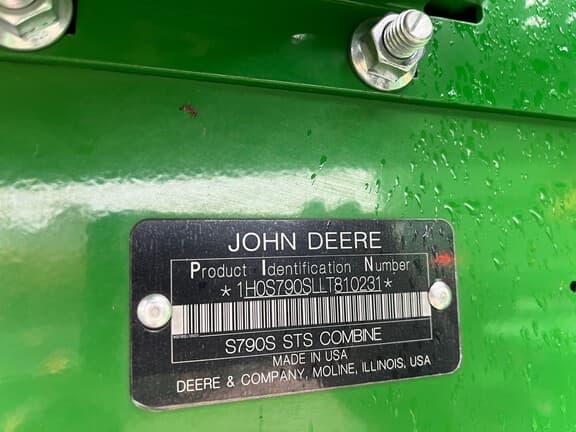 JOHN DEERE
Product Identification Number
*1H0S790SLLT810231*
S790S STS COMBINE
MADE IN USA
DEERE & COMPANY, MOLINE, ILLINOIS, USA